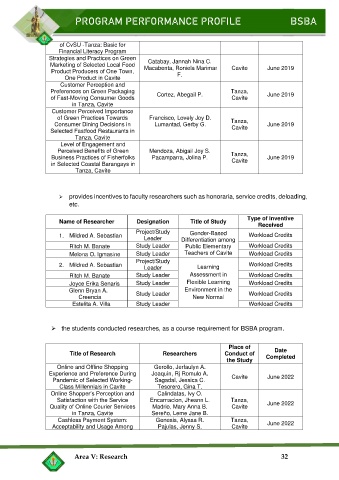 PROGRAM PERFORMANCE PROFILE BSBA
of CvSU -Tanza: Basis for
Financial Literacy Program
Strategies and Practices on Green
Marketing of Selected Local Food
Product Producers of One Town,
One Product in Cavite
Catabay, Jannah Nina C.
Macabenta, Roniela Marimar
F.
Cavite
June 2019
Customer Perception and
Preferences on Green Packaging
of Fast-Moving Consumer Goods
in Tanza, Cavite
Cortez, Abegail P.
Tanza,
Cavite
June 2019
Customer Perceived Importance
of Green Practices Towards
Consumer Dining Decisions in
Selected Fastfood Restaurants in
Tanza, Cavite
Francisco, Lovely Joy D.
Lumantad, Gerby G.
Tanza,
Cavite
June 2019
Level of Engagement and
Perceived Benefits of Green
Business Practices of Fisherfolks
in Selected Coastal Barangays in
Tanza, Cavite
Mendoza, Abigail Joy S.
Pacamparra, Jolina P.
Tanza,
Cavite
June 2019
➢ provides incentives to faculty researchers such as honoraria, service credits, deloading,
etc.
Name of Researcher
Designation
Title of Study
Type of Inventive
Received
1. Mildred A. Sebastian
Project/Study
Leader
Gender-Based
Differentiation among
Public Elementary
Teachers of Cavite
Workload Credits
Ritch M. Banate
Study Leader
Workload Credits
Melona O. Igmasine
Study Leader
Workload Credits
2. Mildred A. Sebastian
Project/Study
Leader
Learning
Assessment in
Flexible Learning
Environment in the
New Normal
Workload Credits
Ritch M. Banate
Study Leader
Workload Credits
Joyce Erika Senaris
Study Leader
Workload Credits
Glenn Bryan A.
Creencia
Study Leader
Workload Credits
Estelita A. Villa
Study Leader
Workload Credits
➢ the students conducted researches, as a course requirement for BSBA program.
Title of Research
Researchers
Place of
Conduct of
the Study
Date
Completed
Online and Offline Shopping
Experience and Preference During
Pandemic of Selected Working-
Class Millennials in Cavite
Gerollo, Jerlaulyn A.
Joaquin, Rj Romulo A.
Sagadal, Jessica C.
Tesorero, Gina T.
Cavite
June 2022
Online Shopper's Perception and
Satisfaction with the Service
Quality of Online Courier Services
in Tanza, Cavite
Calindatas, Ivy O.
Encarnacion, Jheann L.
Madrio, Mary Anna B.
Sereño, Leme Jane B.
Tanza,
Cavite
June 2022
Cashless Payment System:
Acceptability and Usage Among
Genosis, Alyssa R.
Pajulas, Jenny S.
Tanza,
Cavite
June 2022
Area V: Research 32